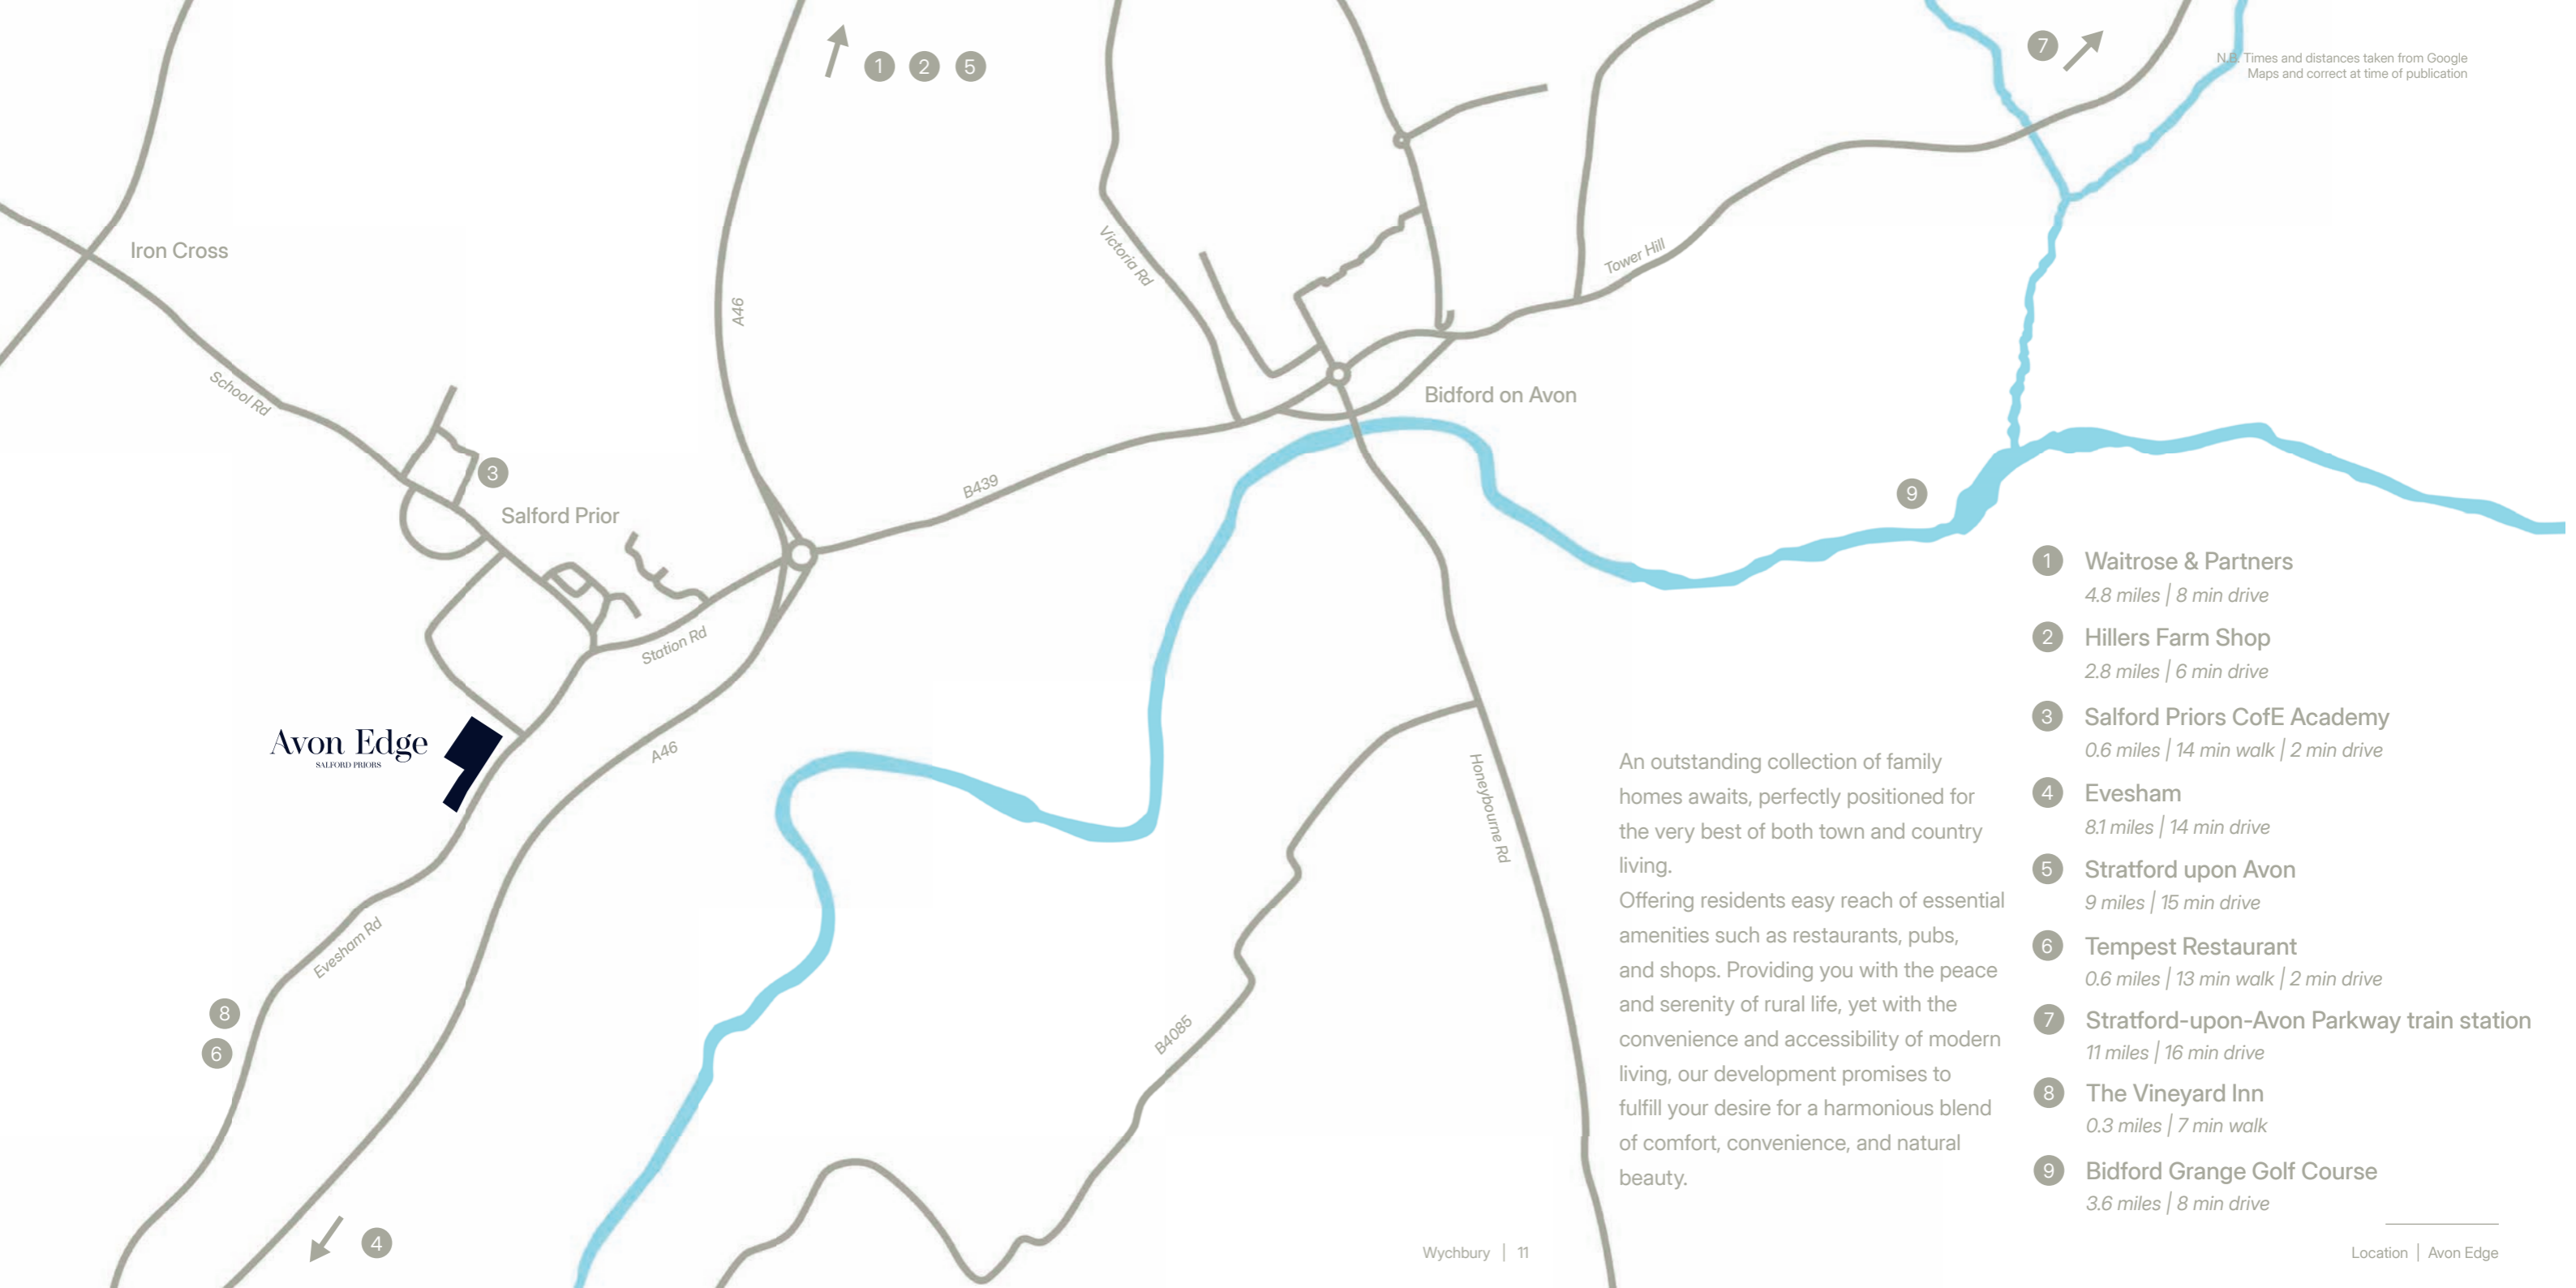 1 2 5
7
N.B. Times and distances taken from Google
Maps and correct at time of publication
Iron Cross
School Rd
A46
Victoria Rd
Tower Hill
Bidford on Avon
3
Salford Prior
B439
9
Station Rd
Avon Edge
SALFORD PRIORS
A46
Honeybourne Rd
Evesham Rd
8
6
B4085
4
An outstanding collection of family
homes awaits, perfectly positioned for
the very best of both town and country
living.
Offering residents easy reach of essential
amenities such as restaurants, pubs,
and shops. Providing you with the peace
and serenity of rural life, yet with the
convenience and accessibility of modern
living, our development promises to
fulfill your desire for a harmonious blend
of comfort, convenience, and natural
beauty.
1 Waitrose & Partners
4.8 miles | 8 min drive
2 Hillers Farm Shop
2.8 miles | 6 min drive
3 Salford Priors CofE Academy
0.6 miles | 14 min walk | 2 min drive
4 Evesham
8.1 miles | 14 min drive
5 Stratford upon Avon
9 miles | 15 min drive
6 Tempest Restaurant
0.6 miles | 13 min walk | 2 min drive
7 Stratford-upon-Avon Parkway train station
11 miles | 16 min drive
8 The Vineyard Inn
0.3 miles | 7 min walk
9 Bidford Grange Golf Course
3.6 miles | 8 min drive
Wychbury | 11
Location | Avon Edge